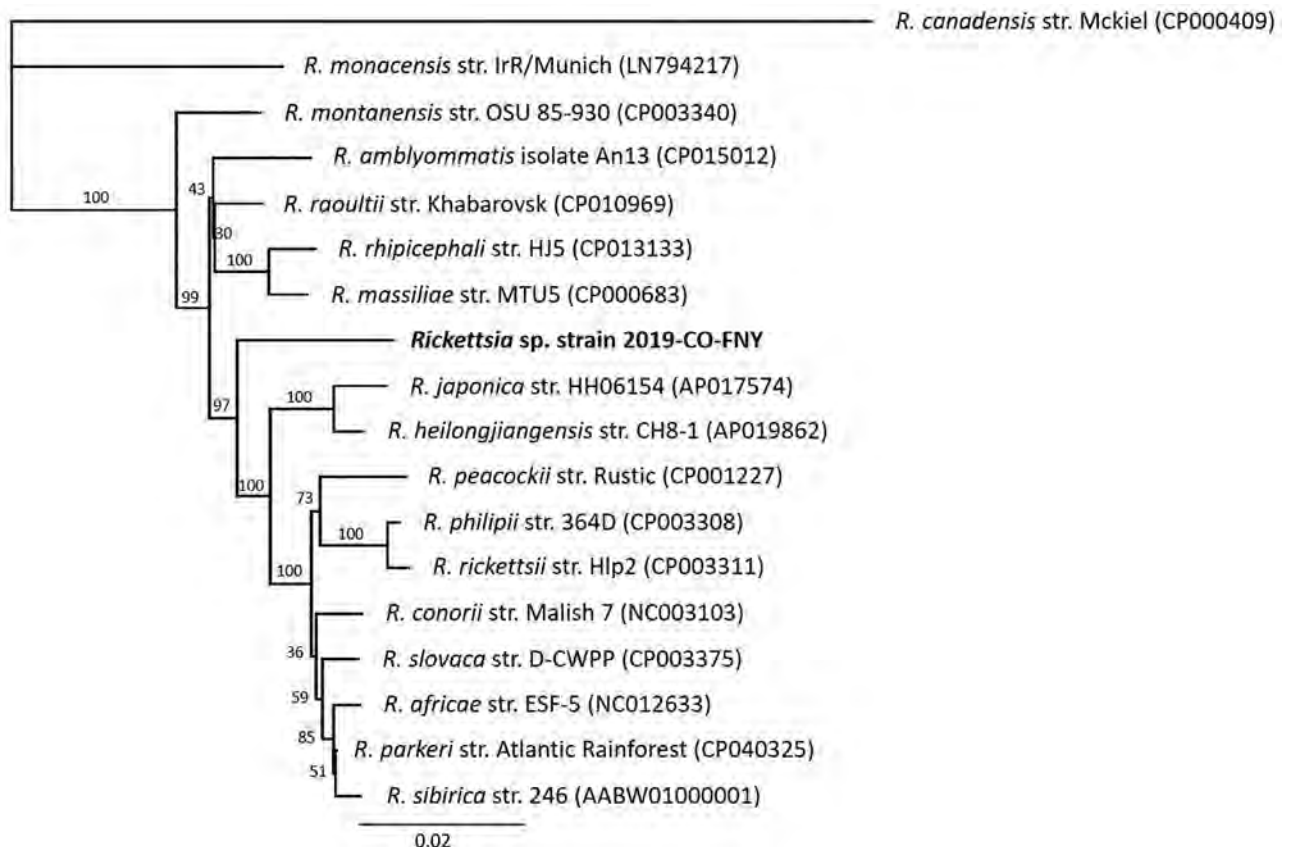 R. canadensis str. Mckiel (CP000409)
R. monacensis str. IrR/Munich (LN794217)
R. montanensis str. OSU 85-930 (CP003340)
R. amblyommatis isolate An13 (CP015012)
43
100
R. raoultii str. Khabarovsk (CP010969)
30
R. rhipicephali str. HJ5 (CP013133)
100
R. massiliae str. MTU5 (CP000683)
99
Rickettsia sp. strain 2019-CO-FNY
R. japonica str. HH06154 (AP017574)
100
97
R. heilongjiangensis str. CH8-1 (AP019862)
R. peacockii str. Rustic (CP001227)
100
73
R. philipii str. 364D (CP003308)
100
R. rickettsii str. Hlp2 (CP003311)
100
R. conorii str. Malish 7 (NC003103)
36
R. slovaca str. D-CWPP (CP003375)
59
R. africae str. ESF-5 (NC012633)
85
R. parkeri str. Atlantic Rainforest (CP040325)
51
R. sibirica str. 246 (AABW01000001)
0.02